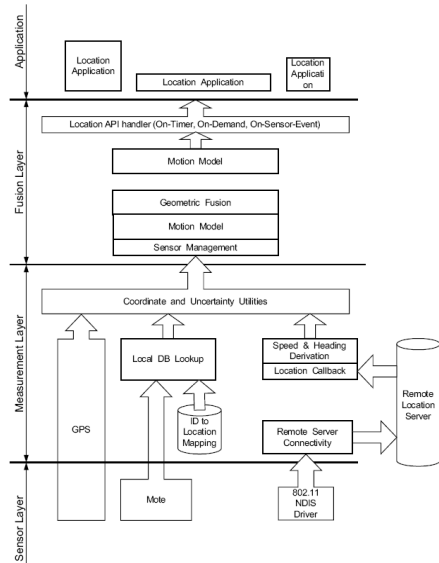 Application
Location
Application
Location Application
Location
Applicati
on
Fusion Layer
Location API handler (On-Timer, On-Demand, On-Sensor-Event)
Motion Model
Geometric Fusion
Motion Model
Sensor Management
Measurement Layer
Coordinate and Uncertainty Utilities
Local DB Lookup
Speed & Heading
Derivation
Location Callback
Remote
Location
Server
GPS
ID to
Location
Mapping
Remote Server
Connectivity
Sensor Layer
Mote
802.11
NDIS
Driver